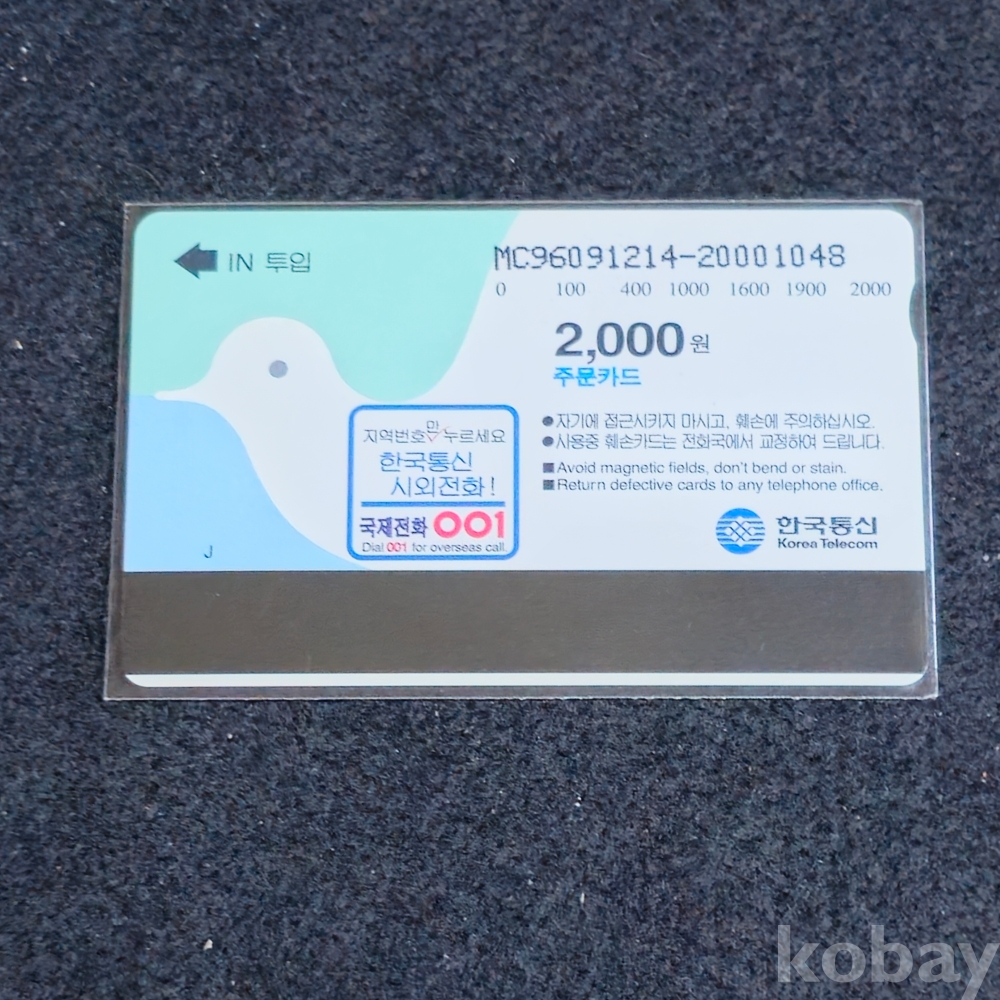 IN 투입
MC96091214-20001048
0 100 400 1000 1600 1900 2000
2,000원
주문카드
●자기에 접근시키지 마시고, 훼손에 주의하십시오.
●사용중 훼손카드는 전화국에서 교정하여 드립니다.
■Avoid magnetic fields, don't bend or stain.
■Return defective cards to any telephone office.
만
지역번호 누르세요
한국통신
시외전화!
국제전화 001
Dial 001 for overseas call.
J
한국통신
Korea Telecom
kobay